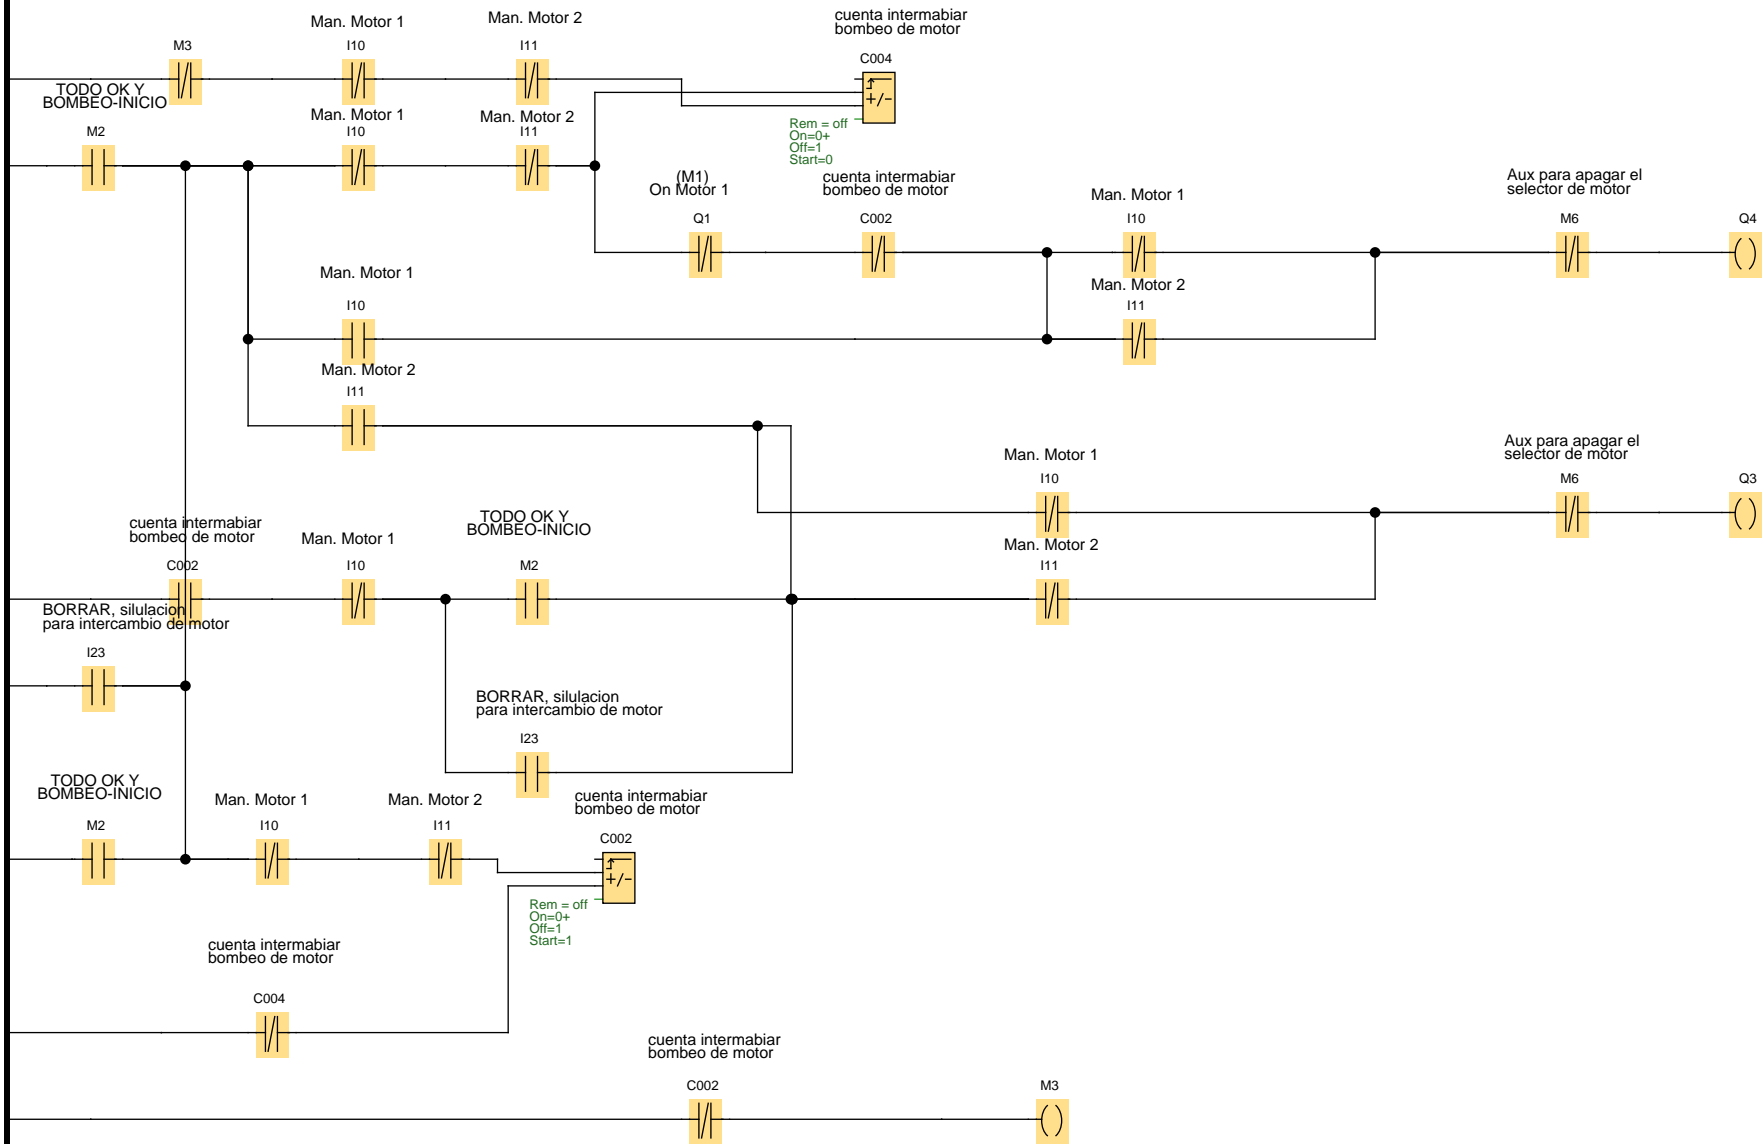 cuenta intermabiar
bombeo de motor
Man. Motor 1
Man. Motor 2
M3
I10
I11
C004
+/-
TODO OK Y
BOMBEO-INICIO
Man. Motor 1
Man. Motor 2
Rem = off
On=0+
Off=1
Start=0
M2
I10
I11
(M1)
On Motor 1
cuenta intermabiar
bombeo de motor
Man. Motor 1
Aux para apagar el
selector de motor
Q1
C002
I10
M6
Q4
Man. Motor 1
Man. Motor 2
I10
I11
Man. Motor 2
I11
Man. Motor 1
Aux para apagar el
selector de motor
I10
M6
Q3
cuenta intermabiar
bombeo de motor
Man. Motor 1
TODO OK Y
BOMBEO-INICIO
Man. Motor 2
C002
I10
M2
I11
BORRAR, silulacion
para intercambio de motor
I23
BORRAR, silulacion
para intercambio de motor
I23
TODO OK Y
BOMBEO-INICIO
Man. Motor 1
Man. Motor 2
cuenta intermabiar
bombeo de motor
M2
I10
I11
C002
+/-
Rem = off
On=0+
Off=1
Start=1
cuenta intermabiar
bombeo de motor
C004
cuenta intermabiar
bombeo de motor
C002
M3